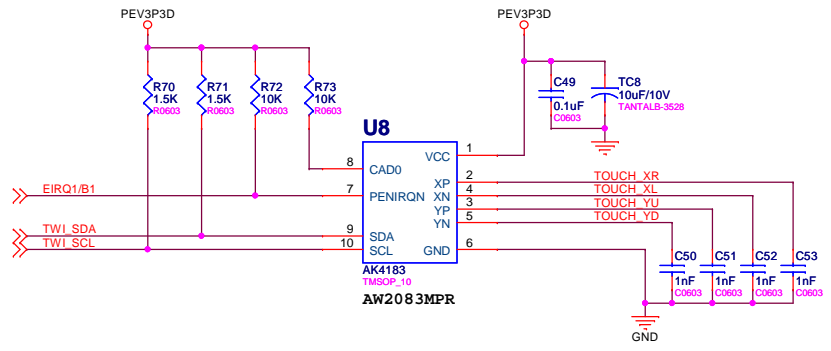 PEV3P3D
PEV3P3D
R70
1.5K
R0603
R71
1.5K
R0603
R72
10K
R0603
R73
10K
R0603
C49
0.1uF
C0603
TC8
10uF/10V
TANTALB-3528
U8
8 CAD0
7 PENIRQN
9 SDA
10 SCL
VCC 1
XP 2
XN 4
YP 3
YN 5
GND 6
AK4183
TMSOP_10
AW2083MPR
EIRQ1/B1
TWI_SDA
TWI_SCL
TOUCH_XR
TOUCH_XL
TOUCH_YU
TOUCH_YD
C50
1nF
C0603
C51
1nF
C0603
C52
1nF
C0603
C53
1nF
C0603
GND